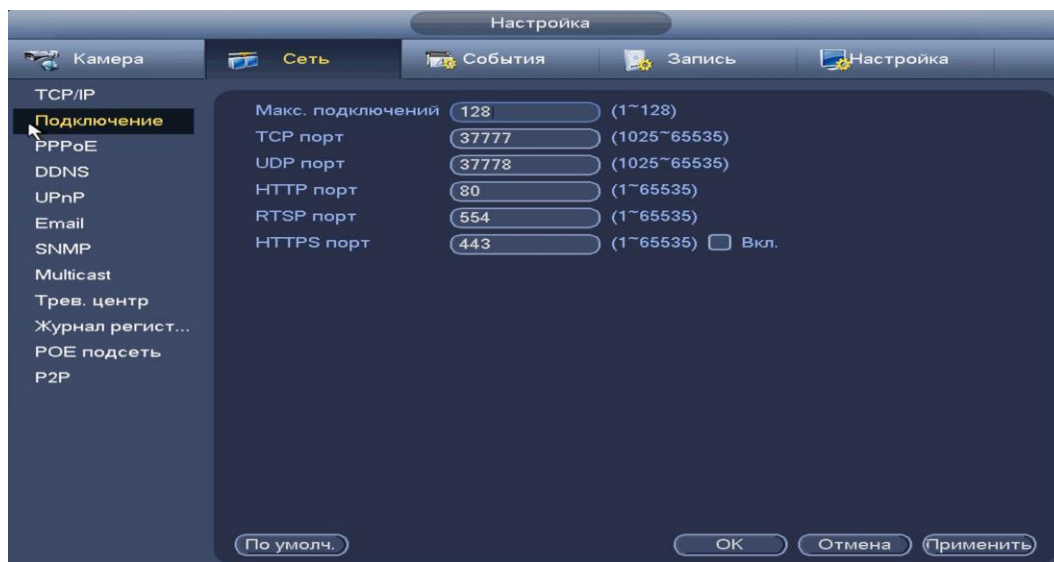 Настройка
Камера
Сеть
События
Запись
Настройка
TCP/IP
Подключение
PPPoE
DDNS
UPnP
Email
SNMP
Multicast
Трев. центр
Журнал регист...
POE подсеть
P2P
Макс. подключений 128 (1~128)
TCP порт 37777 (1025~65535)
UDP порт 37778 (1025~65535)
HTTP порт 80 (1~65535)
RTSP порт 554 (1~65535)
HTTPS порт 443 (1~65535) Вкл.
По умолч.
OK
Отмена
Применить